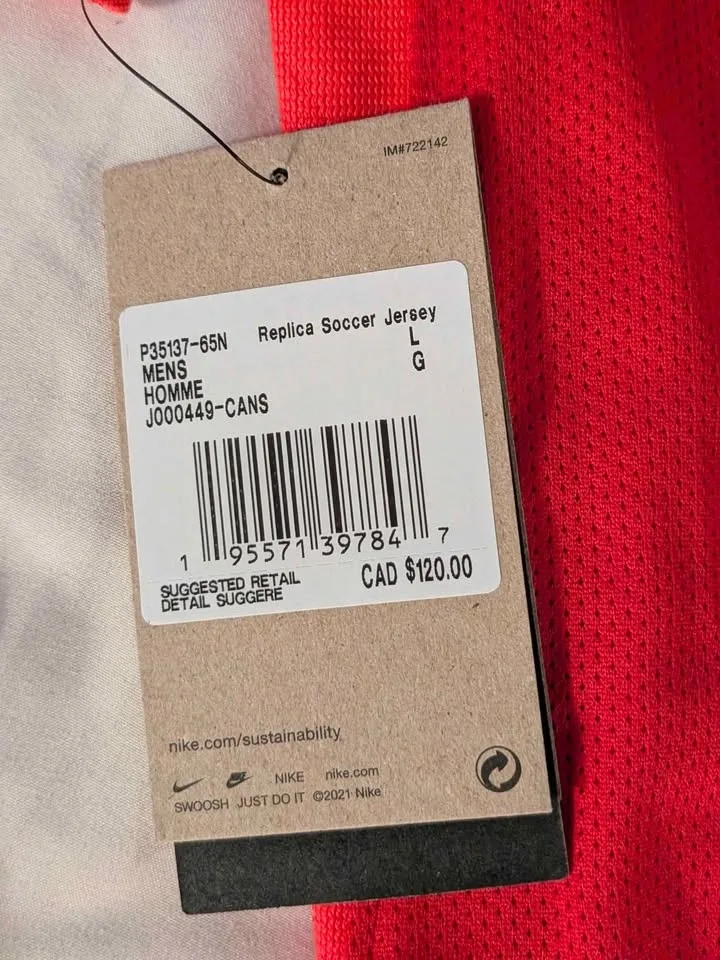 IM#722142
P35137-65N Replica Soccer Jersey
MENS L
HOMME G
J000449-CANS
1 95571 39784 7
SUGGESTED RETAIL CAD $120.00
DETAIL SUGGERE
nike.com/sustainability
NIKE nike.com
SWOOSH JUST DO IT ©2021 Nike